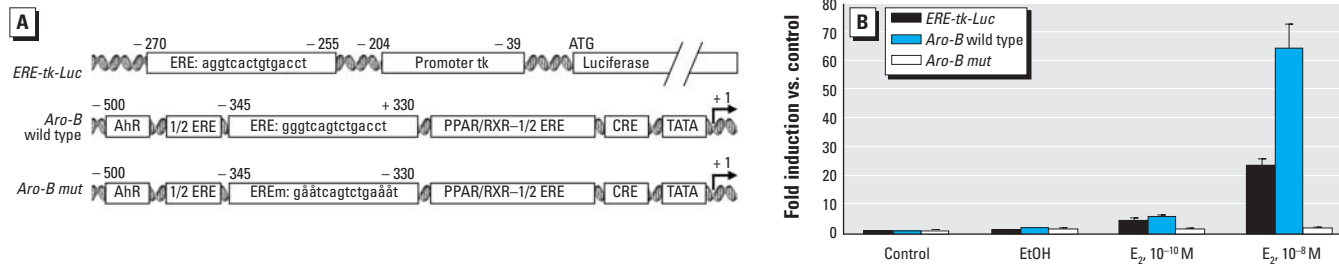 A
– 270
– 255
– 204
– 39
ATG
ERE-tk-Luc
ERE: aggtcactgtgacct
Promoter tk
Luciferase
– 500
– 345
+ 330
+ 1
Aro-B
wild type
AhR
1/2 ERE
ERE: gggtcagtctgacct
PPAR/RXR–1/2 ERE
CRE
TATA
– 500
– 345
– 330
+ 1
Aro-B mut
AhR
1/2 ERE
EREm: gååtcagtctgaååt
PPAR/RXR–1/2 ERE
CRE
TATA
B
Fold induction vs. control
80
70
60
50
40
30
20
10
0
ERE-tk-Luc
Aro-B wild type
Aro-B mut
Control
EtOH
E₂, 10⁻¹⁰ M
E₂, 10⁻⁸ M